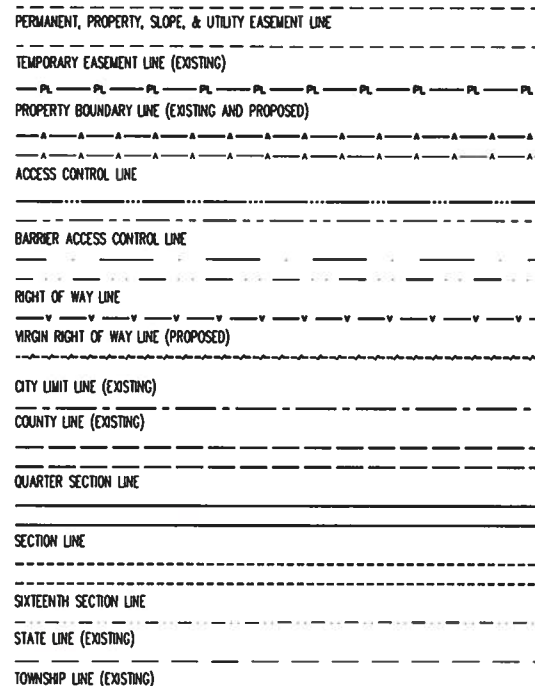 PERMANENT, PROPERTY, SLOPE, & UTILITY EASEMENT LINE
TEMPORARY EASEMENT LINE (EXISTING)
PL PL PL PL PL PL PL PL PL PL
PROPERTY BOUNDARY LINE (EXISTING AND PROPOSED)
A A A A A A A A A A A A A A
A A A A A A A A A A A A A A
ACCESS CONTROL LINE
BARRIER ACCESS CONTROL LINE
RIGHT OF WAY LINE
V V V V V V V V V V V V
VIRGIN RIGHT OF WAY LINE (PROPOSED)
CITY LIMIT LINE (EXISTING)
COUNTY LINE (EXISTING)
QUARTER SECTION LINE
SECTION LINE
SIXTEENTH SECTION LINE
STATE LINE (EXISTING)
TOWNSHIP LINE (EXISTING)